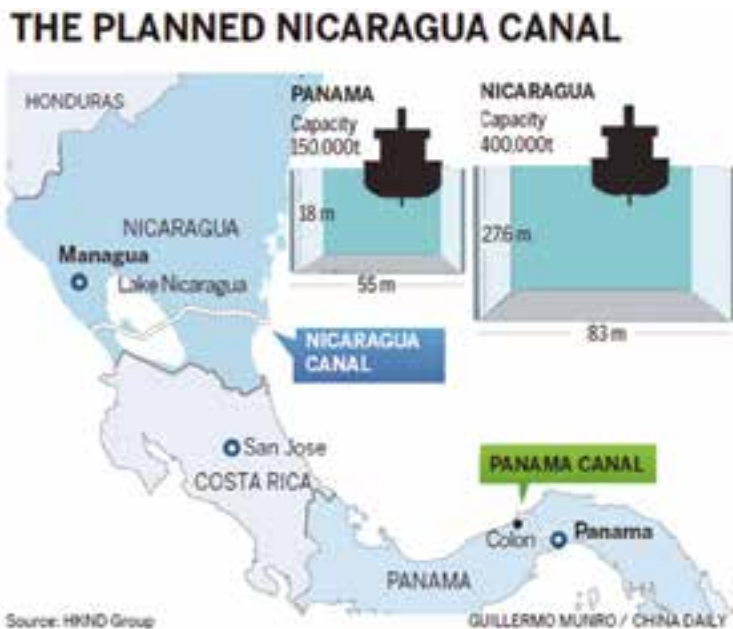 THE PLANNED NICARAGUA CANAL
HONDURAS
PANAMA
Capacity
150.000t
18 m
55 m
NICARAGUA
Capacity
400.000t
27.6 m
83 m
NICARAGUA
Managua
Lake Nicaragua
NICARAGUA
CANAL
San Jose
COSTA RICA
PANAMA CANAL
Colon
Panama
PANAMA
Source: HKND Group
GUILLERMO MUNRO / CHINA DAILY